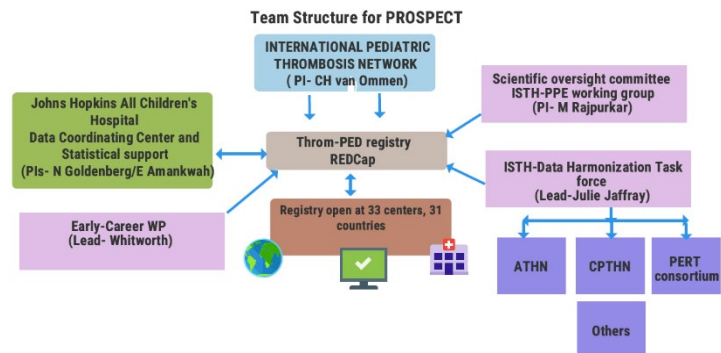 Team Structure for PROSPECT
INTERNATIONAL PEDIATRIC
THROMBOSIS NETWORK
( PI- CH van Ommen)
Scientific oversight committee
ISTH-PPE working group
(PI- M Rajpurkar)
Johns Hopkins All Children's
Hospital
Data Coordinating Center and
Statistical support
(PIs- N Goldenberg/E Amankwah)
Throm-PED registry
REDCap
ISTH-Data Harmonization Task
force
(Lead-Julie Jaffray)
Early-Career WP
(Lead- Whitworth)
Registry open at 33 centers, 31
countries
ATHN
CPTHN
PERT
consortium
Others